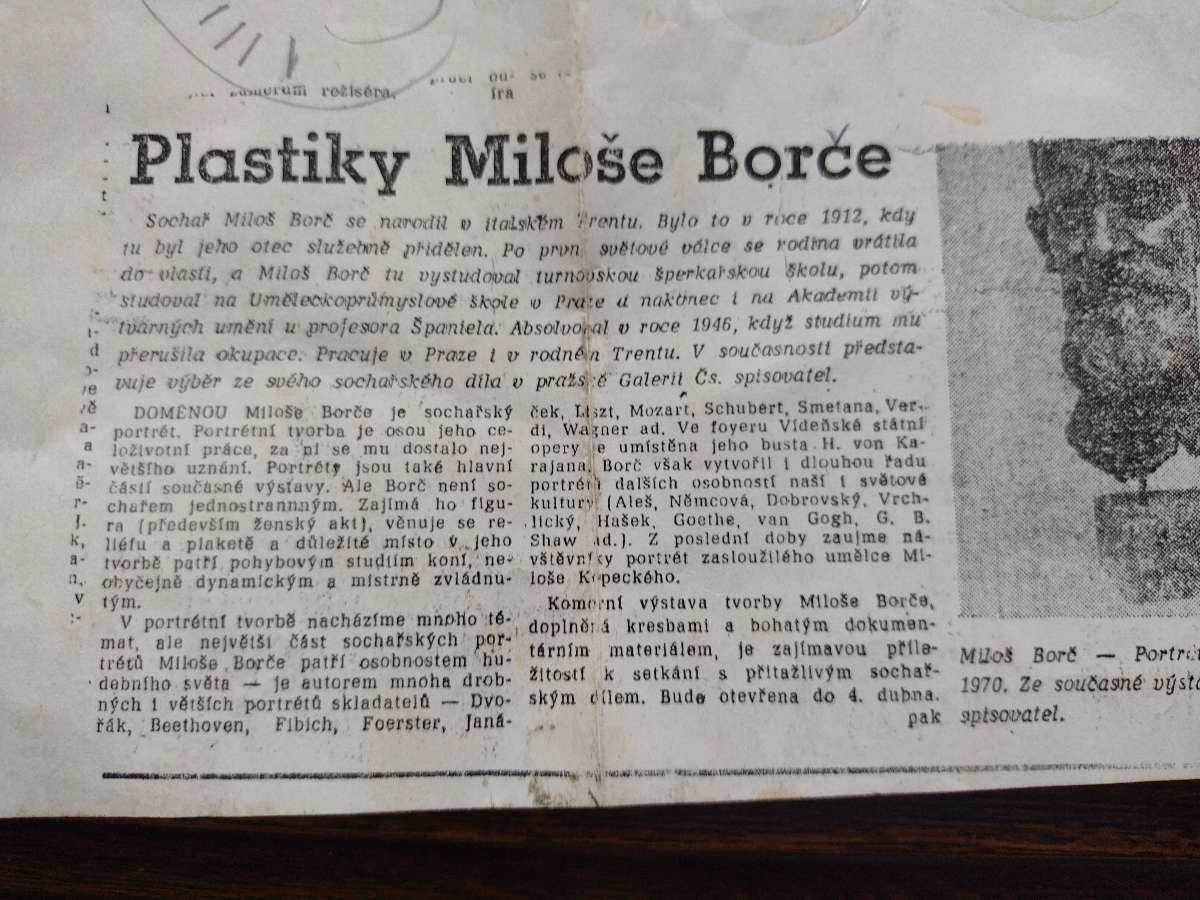 režiséra,
Plastiky Miloše Borče
Sochař Miloš Borč se narodil v italském Trentu. Bylo to v roce 1912, kdy
tu byl jeho otec služebně přidělen. Po první světové válce se rodina vrátila
do vlasti, a Miloš Borč tu vystudoval turnovskou šperkařskou školu, potom
studoval na Uměleckoprůmyslové škole v Praze a nakonec i na Akademii vý-
tvarných umění u profesora Španiela. Absolvoval v roce 1946, když studium mu
přerušila okupace. Pracuje v Praze i v rodném Trentu. V současnosti předsta-
vuje výběr ze svého sochařského díla v pražské Galerii Čs. spisovatel.
DOMÉNOU Miloše Borče je sochařský
portrét. Portrétní tvorba je osou jeho ce-
loživotní práce, za ni se mu dostalo nej-
většího uznání. Portréty jsou také hlavní
částí současné výstavy. Ale Borč není so-
chařem jednostranným. Zajímá ho figu-
ra (především ženský akt), věnuje se re-
liéfu a plaketě a důležité místo v jeho
tvorbě patří pohybovým studiím koní, ne-
obyčejně dynamickým a mistrně zvládnu-
tým.
V portrétní tvorbě nacházíme mnoho té-
mat, ale největší část sochařských por-
trétů Miloše Borče patří osobnostem hu-
debního světa — je autorem mnoha drob-
ných i větších portrétů skladatelů — Dvo-
řák, Beethoven, Fibich, Foerster, Janá-
ček, Liszt, Mozart, Schubert, Smetana, Ver-
di, Wagner ad. Ve foyeru Vídeňské státní
opery je umístěna jeho busta H. von Ka-
rajana. Borč však vytvořil i dlouhou řadu
portrétů dalších osobností naší i světové
kultury (Aleš, Němcová, Dobrovský, Vrch-
lický, Hašek, Goethe, van Gogh, G. B.
Shaw ad.). Z poslední doby zaujme ná-
vštěvníky portrét zasloužilého umělce Mi-
loše Kopeckého.
Komorní výstava tvorby Miloše Borče,
doplněná kresbami a bohatým dokumen-
tárním materiálem, je zajímavou příle-
žitostí k setkání s přitažlivým sochař-
ským dílem. Bude otevřena do 4. dubna.
pak
Miloš Borč — Portrét
1970. Ze současné výsta
spisovatel.